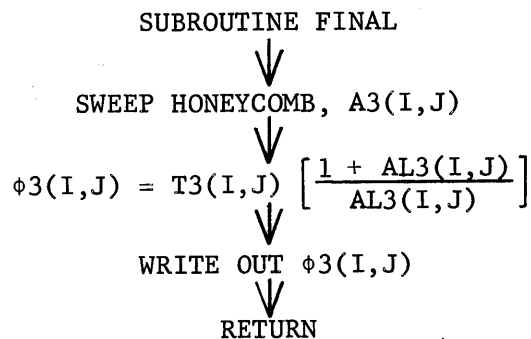 SUBROUTINE FINAL
SWEEP HONEYCOMB, A3(I,J)
φ3(I,J) = T3(I,J) [1 + AL3(I,J) / AL3(I,J)]
WRITE OUT φ3(I,J)
RETURN